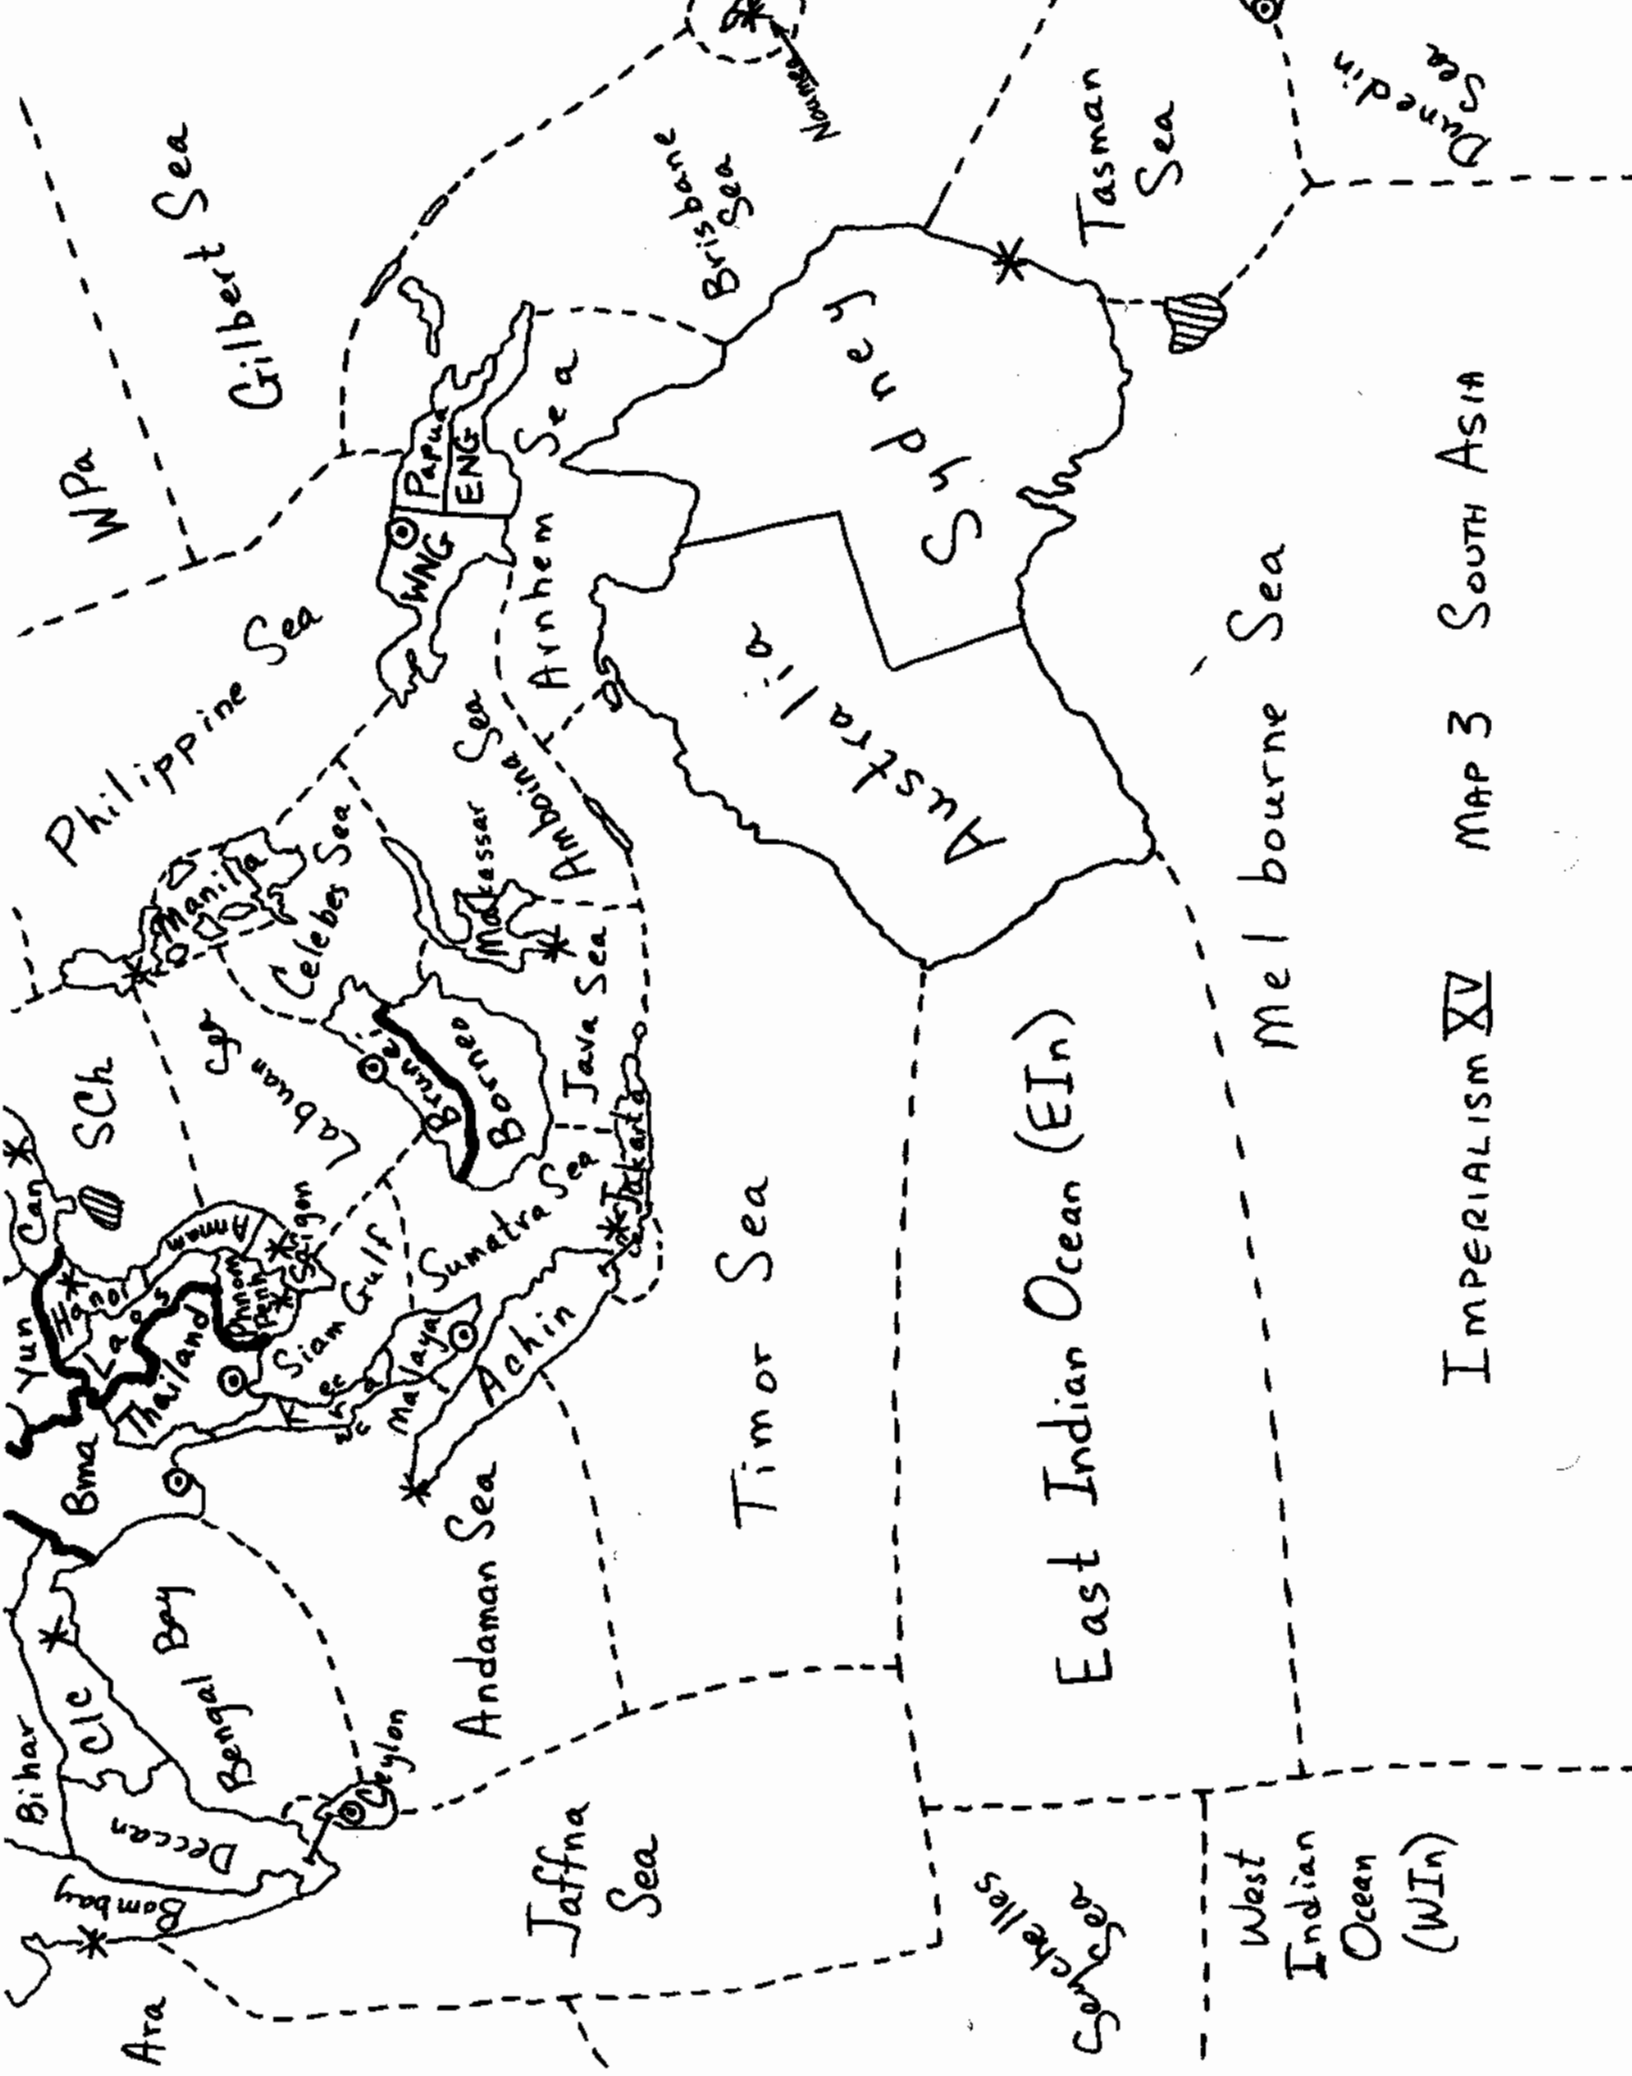 Ara
Bombay
Deccan
Bihar
CIC
Bengal Bay
Ceylon
Jaffna
Sea
Seychelles
Sea
West
Indian
Ocean
(WIn)
Andaman Sea
Bma
Yun
Hanoi
Laos
Thailand
Phnom
Penh
Annam
Saigon
Can
SCh
Siam Gulf
Malaya
Achin
Sumatra Sea
Jakarta
Java Sea
Labuan
Brunei
Borneo
Celebes Sea
Manilla
Makassar
Amboina Sea
Philippine Sea
WPa
Gilbert Sea
WNG
Papua
ENG
Arnhem Sea
Brisbane
Sea
Noumea
Tasman
Sea
Dunedin
Sea
Australia
Sydney
Timor Sea
East Indian Ocean (EIn)
Melbourne Sea
IMPERIALISM XV MAP 3 SOUTH ASIA